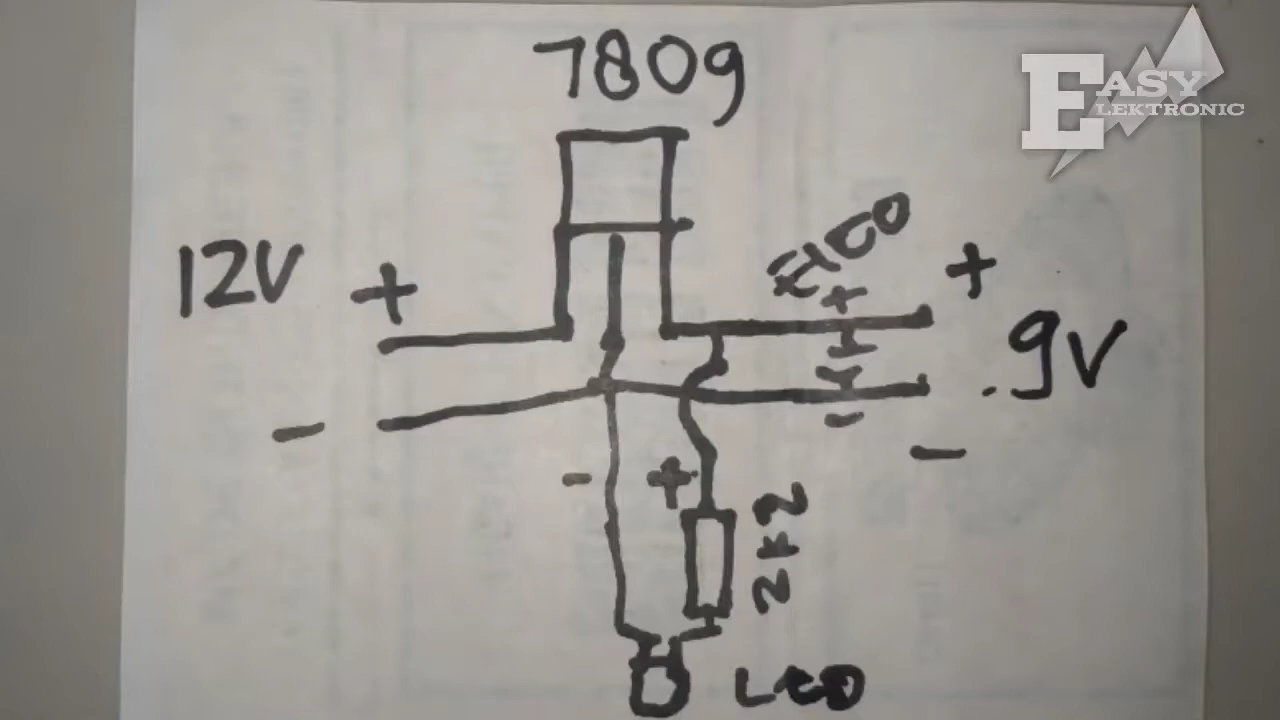 7809
EASY
ELEKTRONIC
12V
+
+
9V
-
-
+
-
-
+
2k2
LED